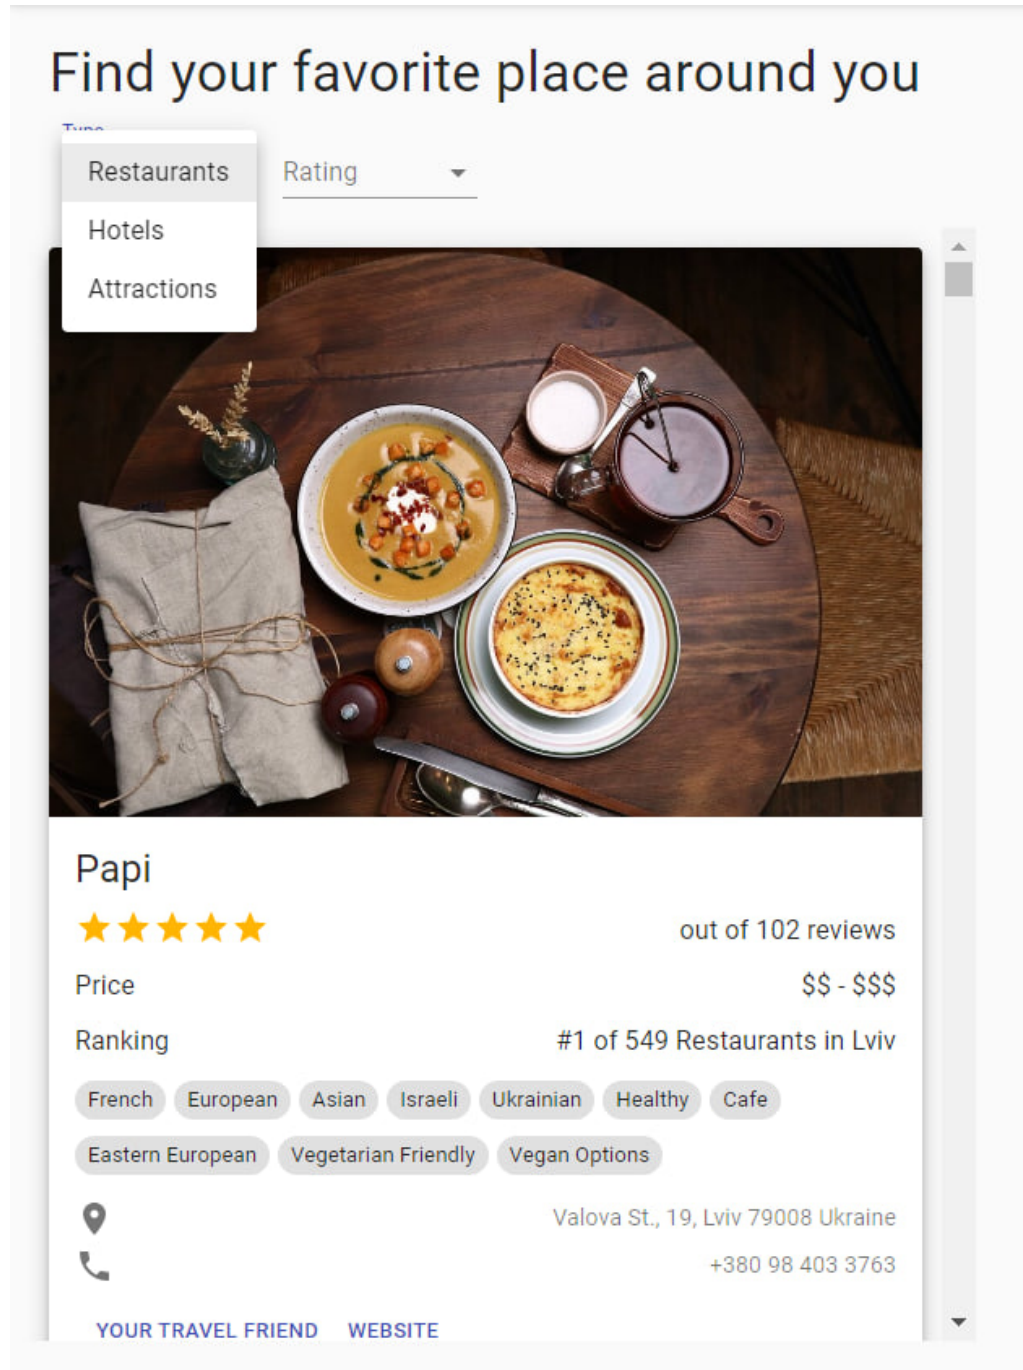 Find your favorite place around you
Type
Restaurants
Rating
Hotels
Attractions
Papi
out of 102 reviews
Price $$ - $$$
Ranking #1 of 549 Restaurants in Lviv
French European Asian Israeli Ukrainian Healthy Cafe
Eastern European Vegetarian Friendly Vegan Options
Valova St., 19, Lviv 79008 Ukraine
+380 98 403 3763
YOUR TRAVEL FRIEND WEBSITE